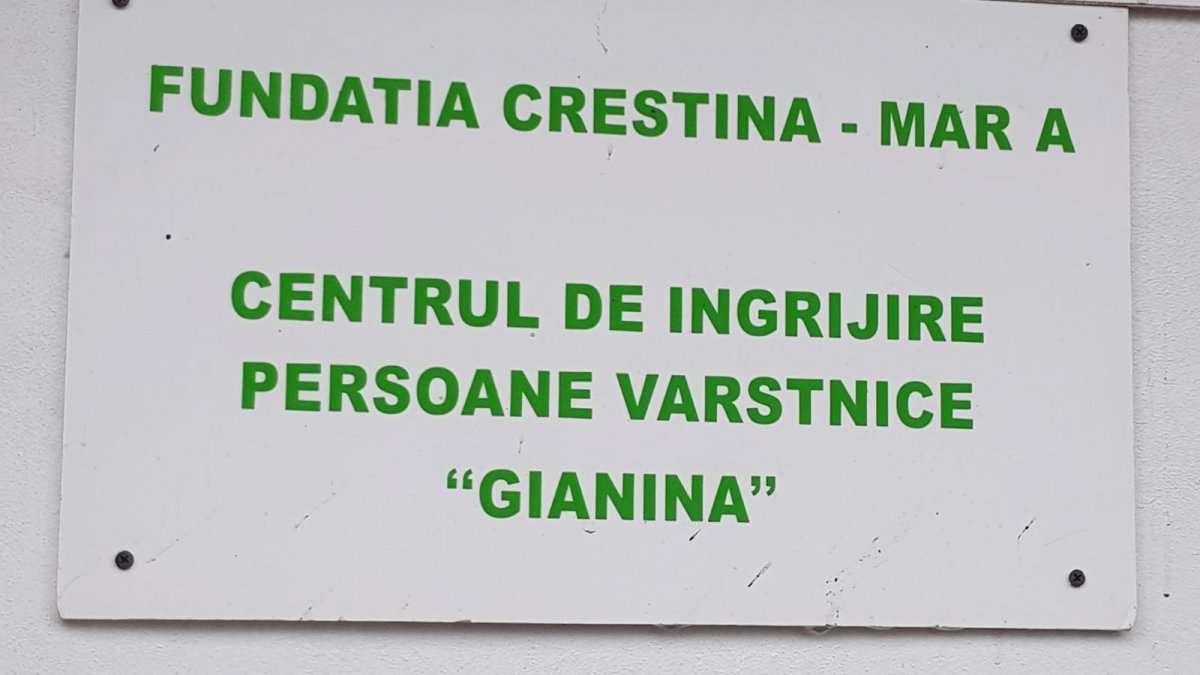 FUNDATIA CRESTINA - MAR A
CENTRUL DE INGRIJIRE
PERSOANE VARSTNICE
“GIANINA”